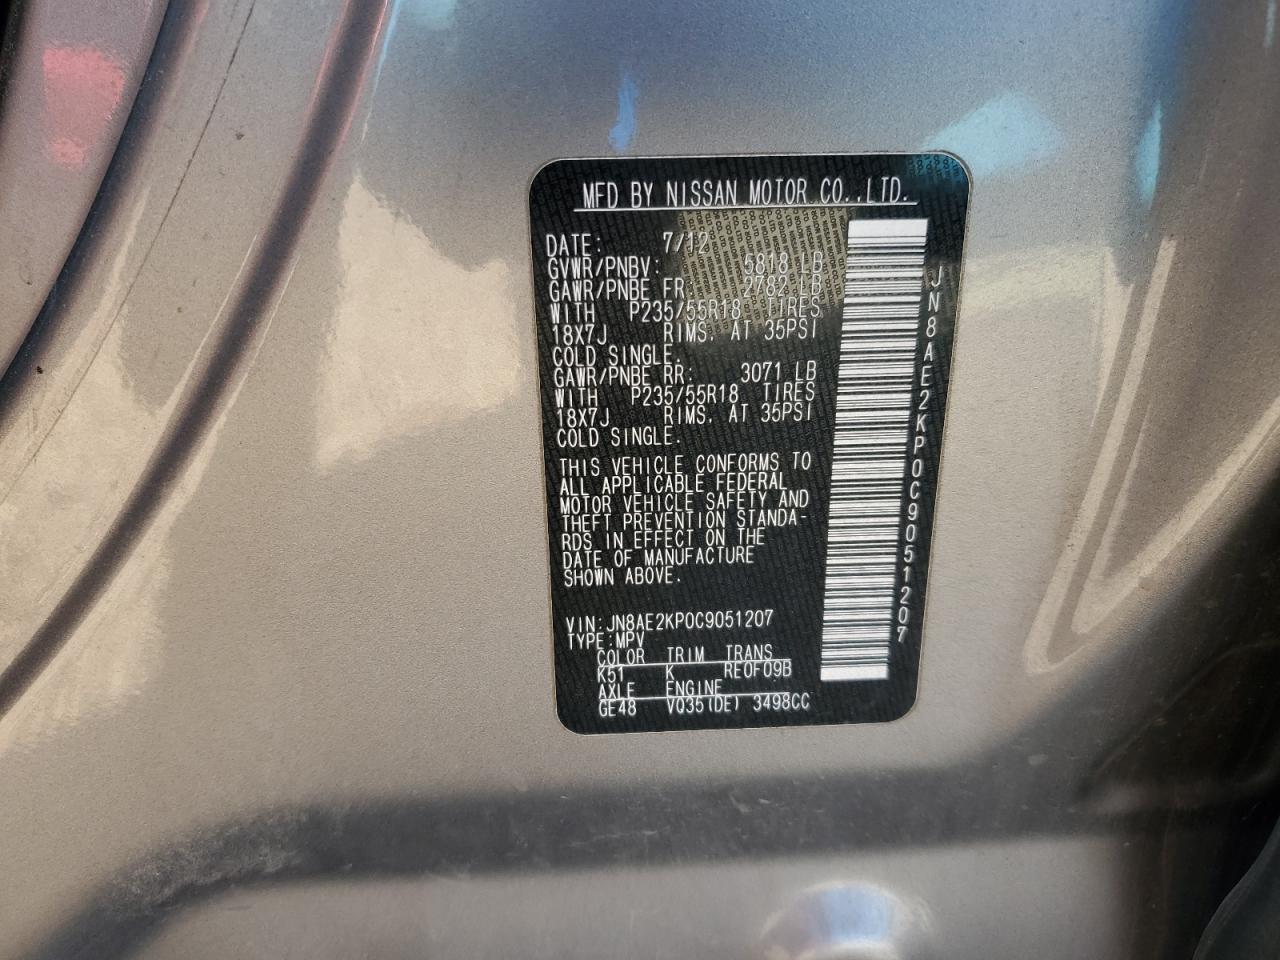 MFD BY NISSAN MOTOR CO.,LTD.
DATE: 7/12
GVWR/PNBV: 5818 LB
GAWR/PNBE FR: 2782 LB
WITH P235/55R18 TIRES
18X7J RIMS. AT 35PSI
COLD SINGLE.
GAWR/PNBE RR: 3071 LB
WITH P235/55R18 TIRES
18X7J RIMS. AT 35PSI
COLD SINGLE.
THIS VEHICLE CONFORMS TO
ALL APPLICABLE FEDERAL
MOTOR VEHICLE SAFETY AND
THEFT PREVENTION STANDA-
RDS IN EFFECT ON THE
DATE OF MANUFACTURE
SHOWN ABOVE.
VIN:JN8AE2KP0C9051207
TYPE:MPV
COLOR TRIM TRANS
K51 K RE0F09B
AXLE ENGINE
GE48 VQ35(DE) 3498CC
JN8AE2KP0C9051207